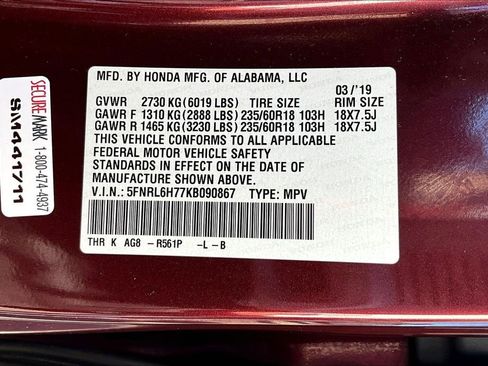 MFD. BY HONDA MFG. OF ALABAMA, LLC
03 / '19
GVWR 2730 KG (6019 LBS) TIRE SIZE RIM SIZE
GAWR F 1310 KG (2888 LBS) 235/60R18 103H 18X7.5J
GAWR R 1465 KG (3230 LBS) 235/60R18 103H 18X7.5J
THIS VEHICLE CONFORMS TO ALL APPLICABLE
FEDERAL MOTOR VEHICLE SAFETY
STANDARDS IN EFFECT ON THE DATE OF
MANUFACTURE SHOWN ABOVE.
V.I.N.: 5FNRL6H77KB090867 TYPE: MPV
THR K AG8 - R561P - L - B
SECUREMARK 1-800-474-4937
SM441711